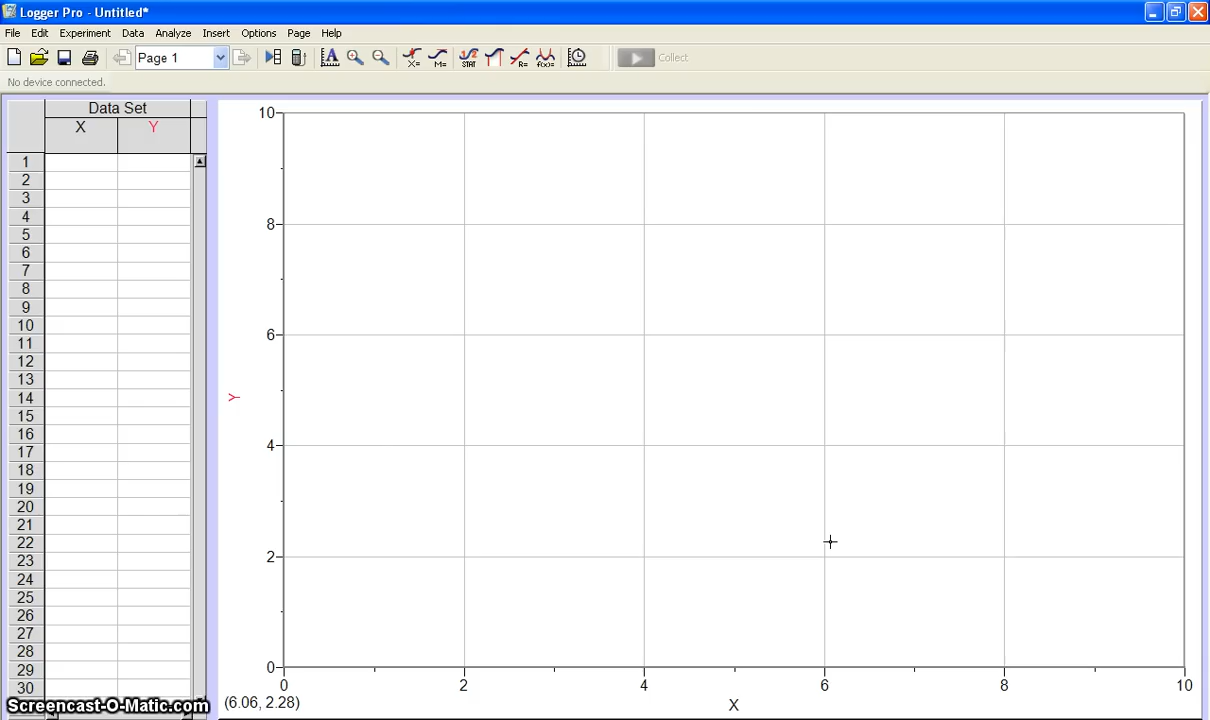 Logger Pro - Untitled*
File Edit Experiment Data Analyze Insert Options Page Help
Page 1
X=
M=
STAT
R=
f(x)=
Collect
No device connected.
Data Set
X Y
1
2
3
4
5
6
7
8
9
10
11
12
13
14
15
16
17
18
19
20
21
22
23
24
25
26
27
28
29
30
10
8
6
4
2
0
Y
0 2 4 6 8 10
(6.06, 2.28)
X
Screencast-O-Matic.com